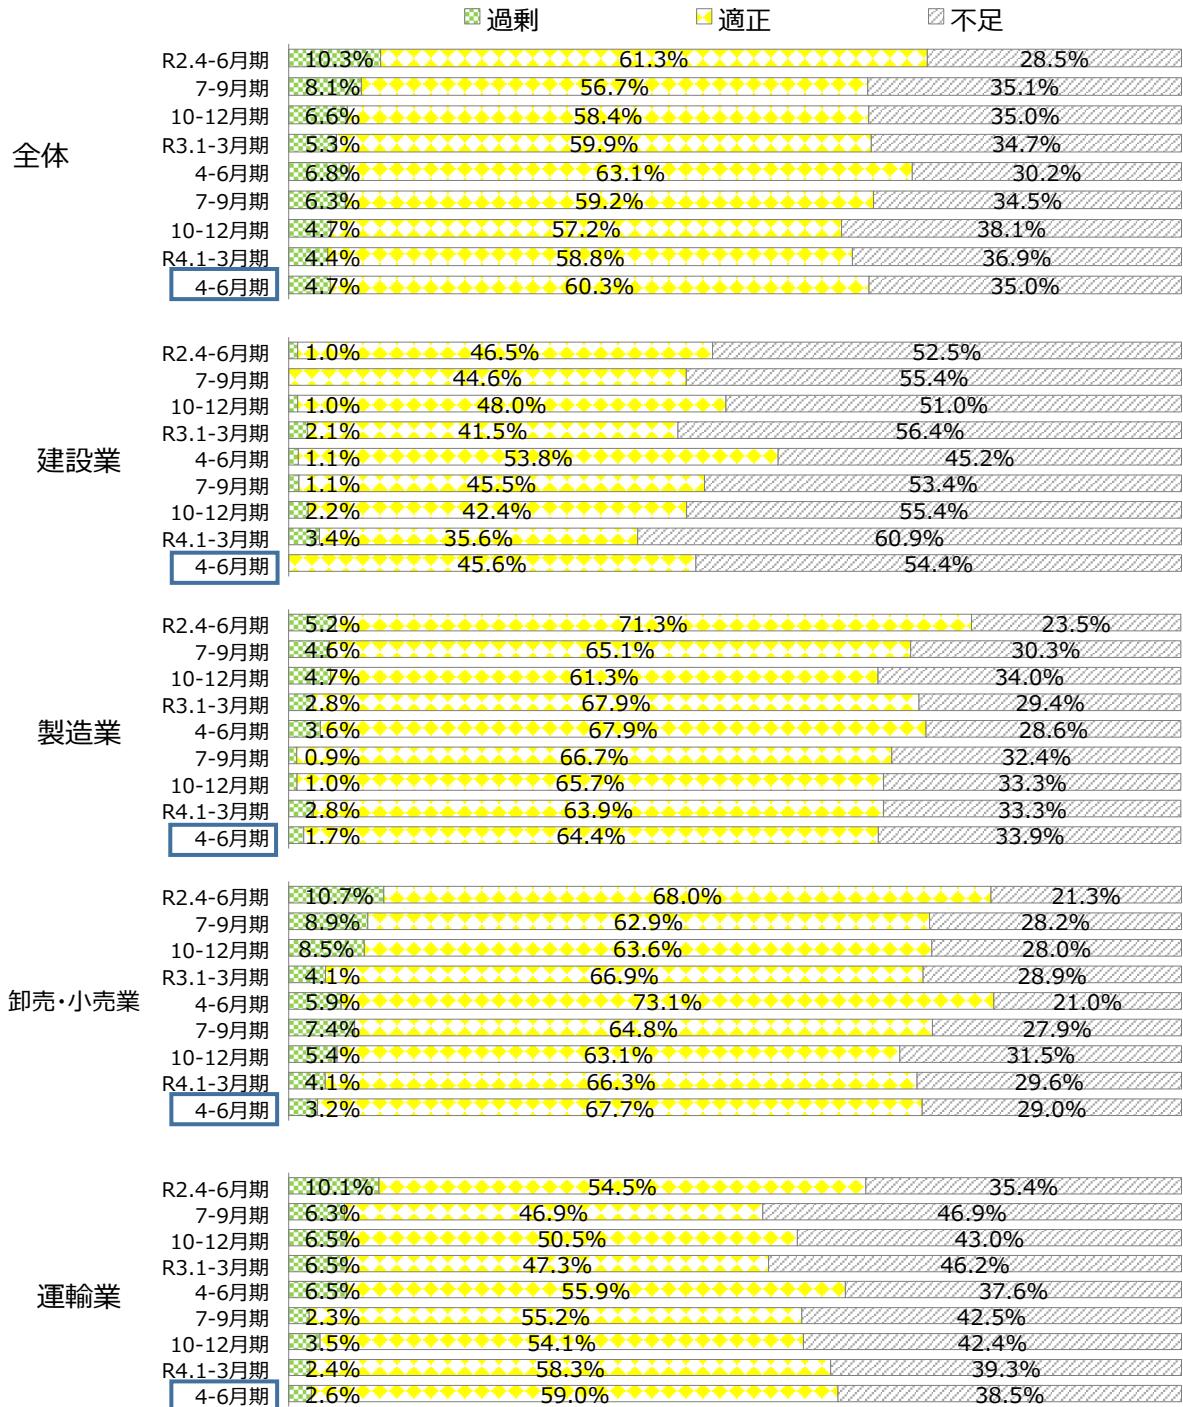 過剰 適正 不足
全体
R2.4-6月期 10.3% 61.3% 28.5%
7-9月期 8.1% 56.7% 35.1%
10-12月期 6.6% 58.4% 35.0%
R3.1-3月期 5.3% 59.9% 34.7%
4-6月期 6.8% 63.1% 30.2%
7-9月期 6.3% 59.2% 34.5%
10-12月期 4.7% 57.2% 38.1%
R4.1-3月期 4.4% 58.8% 36.9%
4-6月期 4.7% 60.3% 35.0%
建設業
R2.4-6月期 1.0% 46.5% 52.5%
7-9月期 44.6% 55.4%
10-12月期 1.0% 48.0% 51.0%
R3.1-3月期 2.1% 41.5% 56.4%
4-6月期 1.1% 53.8% 45.2%
7-9月期 1.1% 45.5% 53.4%
10-12月期 2.2% 42.4% 55.4%
R4.1-3月期 3.4% 35.6% 60.9%
4-6月期 45.6% 54.4%
製造業
R2.4-6月期 5.2% 71.3% 23.5%
7-9月期 4.6% 65.1% 30.3%
10-12月期 4.7% 61.3% 34.0%
R3.1-3月期 2.8% 67.9% 29.4%
4-6月期 3.6% 67.9% 28.6%
7-9月期 0.9% 66.7% 32.4%
10-12月期 1.0% 65.7% 33.3%
R4.1-3月期 2.8% 63.9% 33.3%
4-6月期 1.7% 64.4% 33.9%
卸売・小売業
R2.4-6月期 10.7% 68.0% 21.3%
7-9月期 8.9% 62.9% 28.2%
10-12月期 8.5% 63.6% 28.0%
R3.1-3月期 4.1% 66.9% 28.9%
4-6月期 5.9% 73.1% 21.0%
7-9月期 7.4% 64.8% 27.9%
10-12月期 5.4% 63.1% 31.5%
R4.1-3月期 4.1% 66.3% 29.6%
4-6月期 3.2% 67.7% 29.0%
運輸業
R2.4-6月期 10.1% 54.5% 35.4%
7-9月期 6.3% 46.9% 46.9%
10-12月期 6.5% 50.5% 43.0%
R3.1-3月期 6.5% 47.3% 46.2%
4-6月期 6.5% 55.9% 37.6%
7-9月期 2.3% 55.2% 42.5%
10-12月期 3.5% 54.1% 42.4%
R4.1-3月期 2.4% 58.3% 39.3%
4-6月期 2.6% 59.0% 38.5%